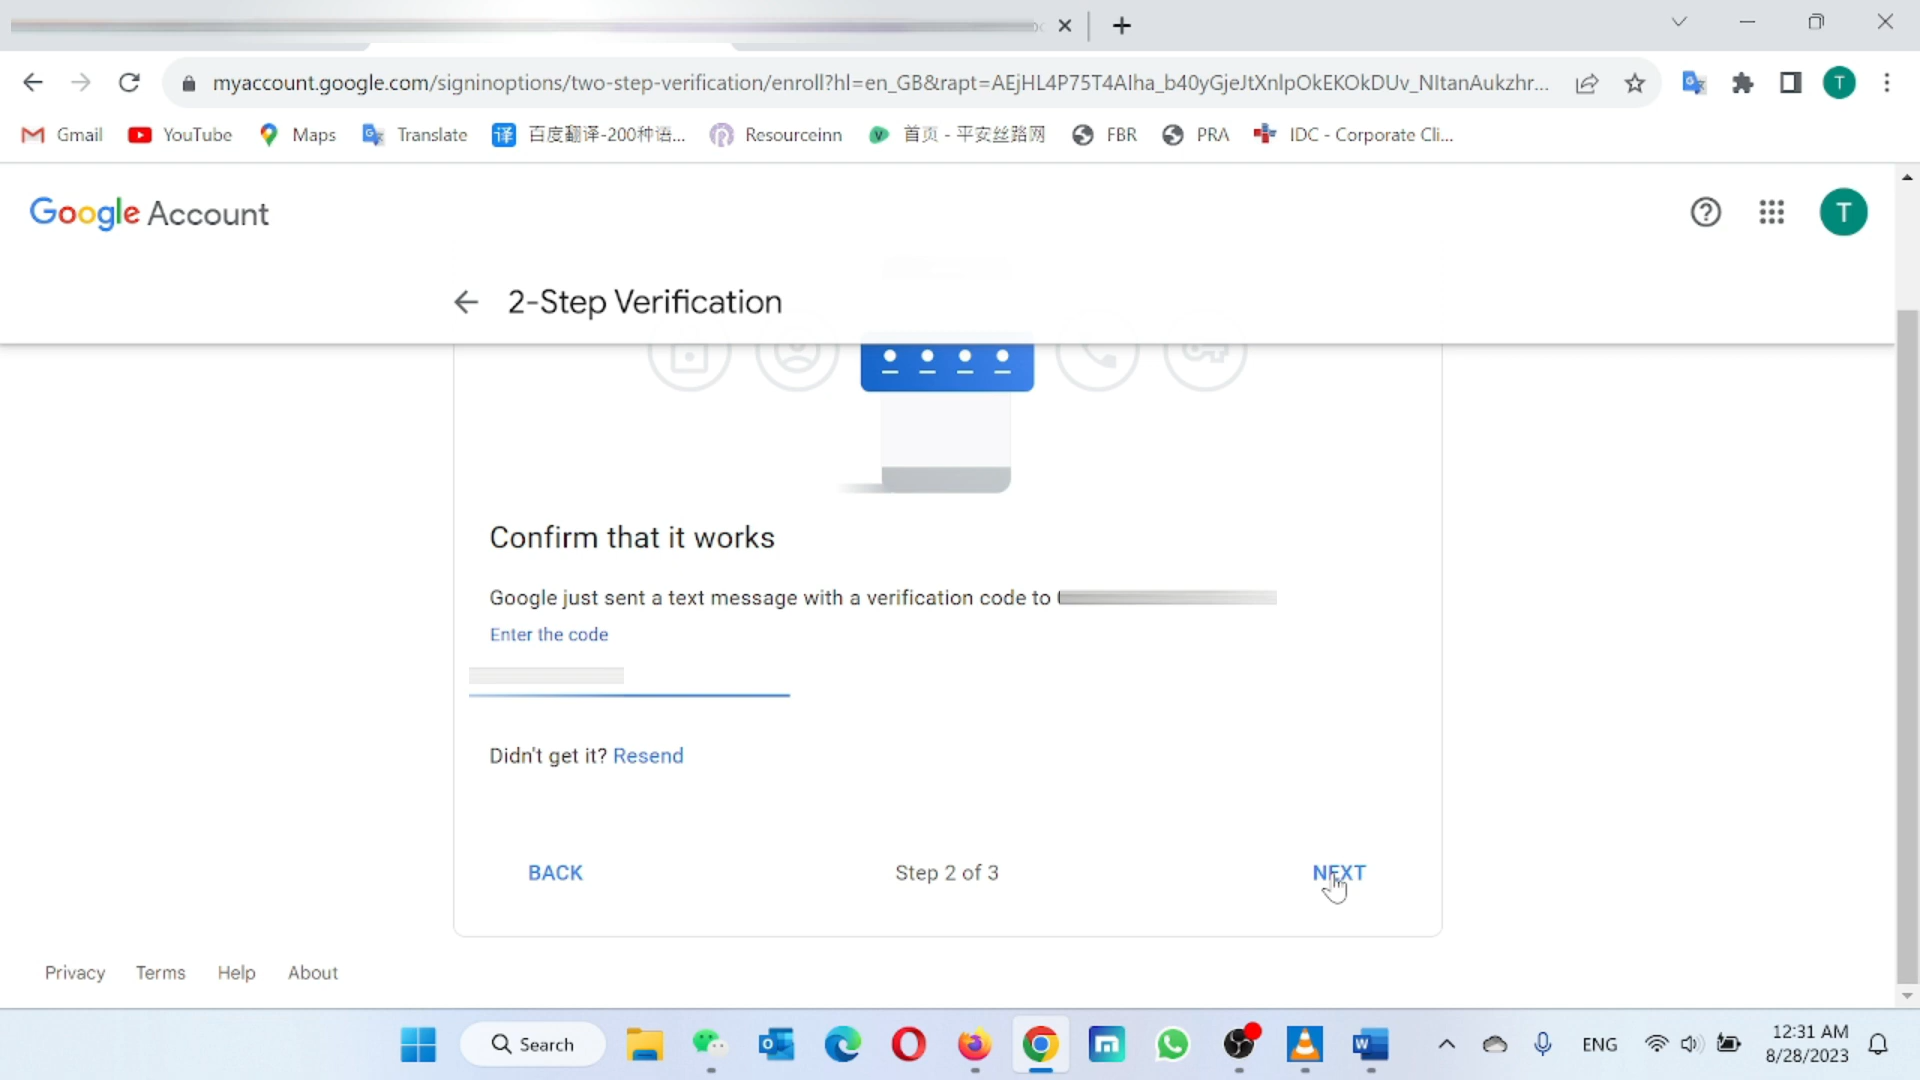 myaccount.google.com/signinoptions/two-step-verification/enroll?hl=en_GB&rapt=AEjHL4P75T4AIha_b40yGjeJtXnlpOkEKOkDUv_NItanAukzhr...
Gmail YouTube Maps Translate 译 百度翻译-200种语... Resourceinn 首页 - 平安丝路网 FBR PRA IDC - Corporate Cli...
T
Google Account
T
2-Step Verification
Confirm that it works
Google just sent a text message with a verification code to
Enter the code
Didn't get it? Resend
BACK Step 2 of 3 NEXT
Privacy Terms Help About
Search ENG 12:31 AM
8/28/2023